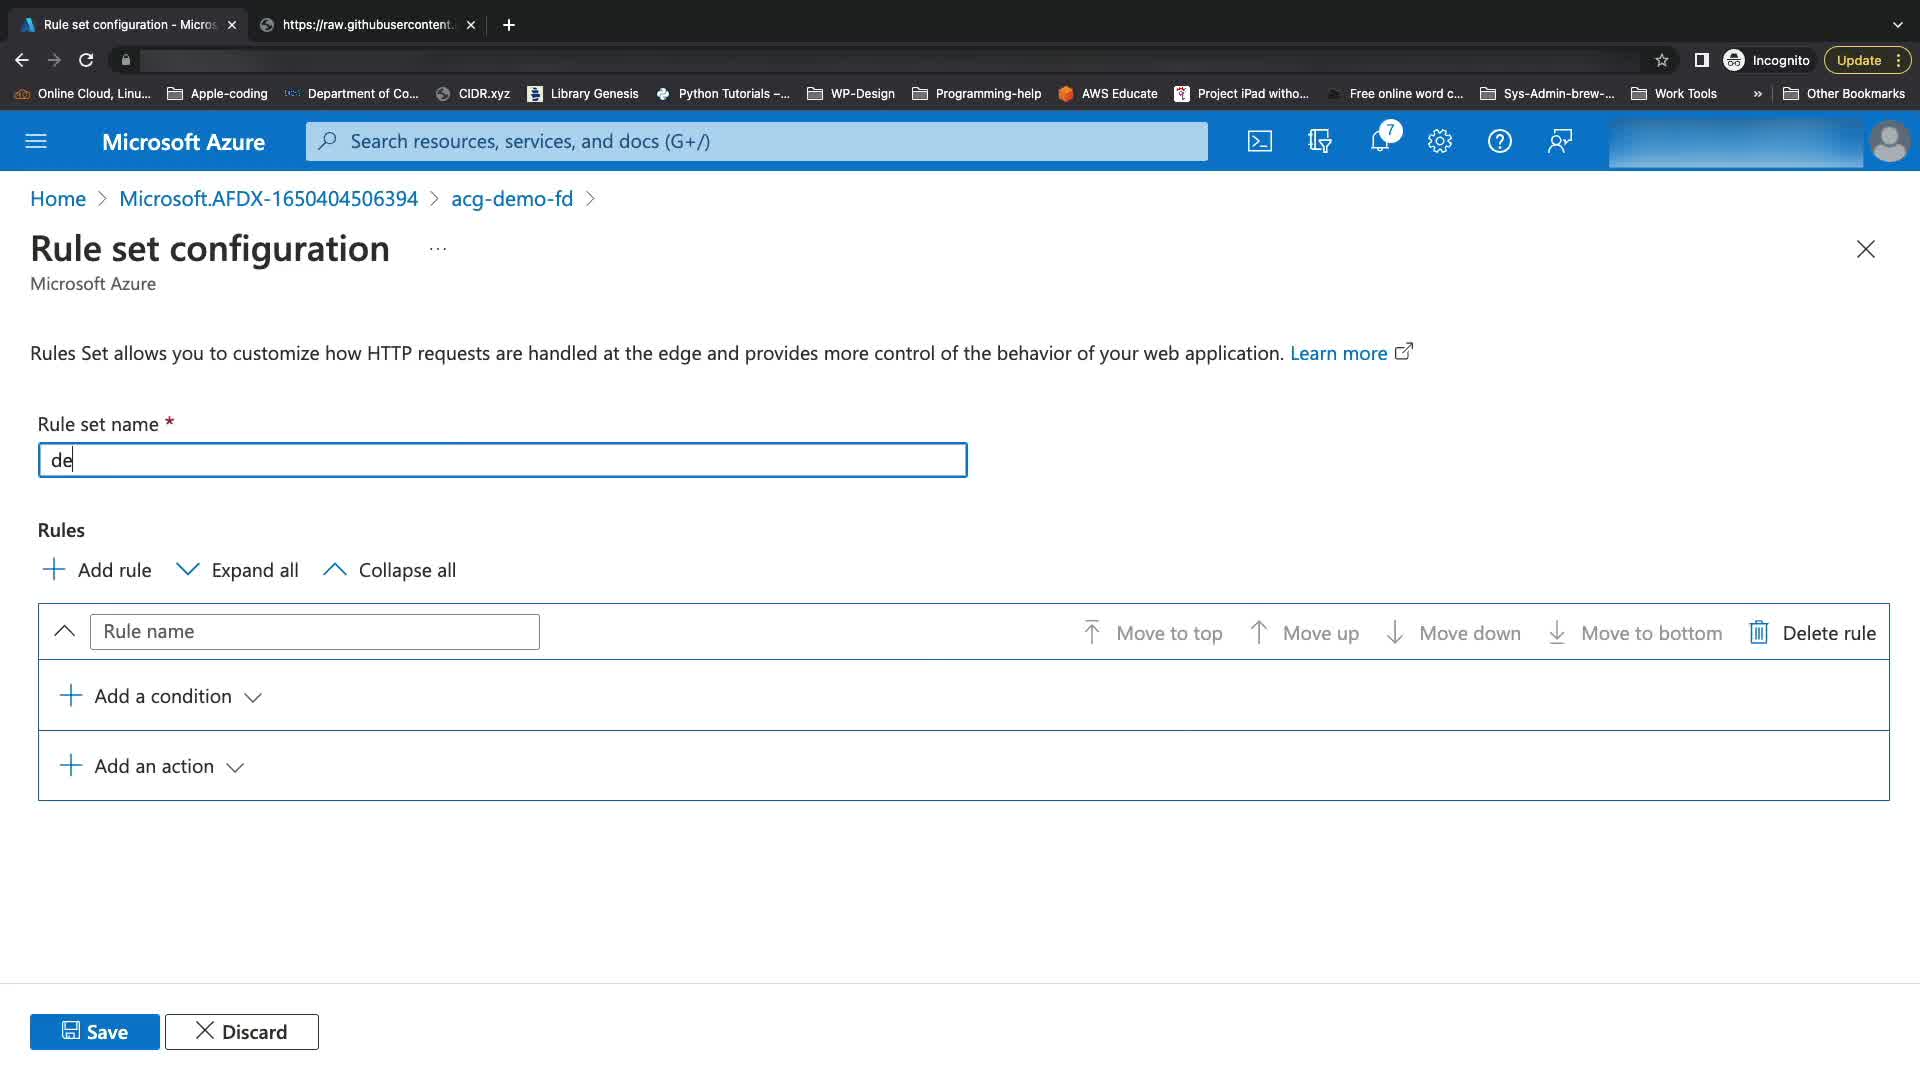 Rule set configuration - Micros
https://raw.githubusercontent.
Incognito
Update
Online Cloud, Linu...
Apple-coding
Department of Co...
CIDR.xyz
Library Genesis
Python Tutorials –...
WP-Design
Programming-help
AWS Educate
Project iPad witho...
Free online word c...
Sys-Admin-brew-...
Work Tools
»
Other Bookmarks
Microsoft Azure
Search resources, services, and docs (G+/)
7
Home > Microsoft.AFDX-1650404506394 > acg-demo-fd >
Rule set configuration ...
Microsoft Azure
Rules Set allows you to customize how HTTP requests are handled at the edge and provides more control of the behavior of your web application. Learn more
Rule set name *
de
Rules
Add rule
Expand all
Collapse all
Rule name
Move to top
Move up
Move down
Move to bottom
Delete rule
Add a condition
Add an action
Save
Discard